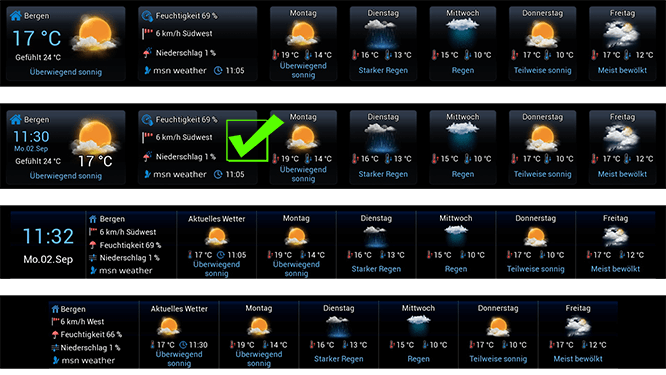 Bergen
17 °C
Gefühlt 24 °C
Überwiegend sonnig
Feuchtigkeit 69 %
6 km/h Südwest
Niederschlag 1 %
msn weather 11:05
Montag
19 °C 14 °C
Überwiegend
sonnig
Dienstag
16 °C 13 °C
Starker Regen
Mittwoch
15 °C 10 °C
Regen
Donnerstag
17 °C 10 °C
Teilweise sonnig
Freitag
17 °C 12 °C
Meist bewölkt
Bergen
11:30
Mo.02.Sep
Gefühlt 24 °C
17 °C
Überwiegend sonnig
Feuchtigkeit 69 %
6 km/h Südwest
Niederschlag 1 %
msn weather 11:05
Montag
19 °C 14 °C
Überwiegend
sonnig
Dienstag
16 °C 13 °C
Starker Regen
Mittwoch
15 °C 10 °C
Regen
Donnerstag
17 °C 10 °C
Teilweise sonnig
Freitag
17 °C 12 °C
Meist bewölkt
11:32
Mo.02.Sep
Bergen
6 km/h Südwest
Feuchtigkeit 69 %
Niederschlag 1 %
msn weather
Aktuelles Wetter
17 °C 11:05
Überwiegend
sonnig
Montag
19 °C 14 °C
Überwiegend
sonnig
Dienstag
16 °C 13 °C
Starker Regen
Mittwoch
15 °C 10 °C
Regen
Donnerstag
17 °C 10 °C
Teilweise sonnig
Freitag
17 °C 12 °C
Meist bewölkt
Bergen
6 km/h West
Feuchtigkeit 66 %
Niederschlag 1 %
msn weather
Aktuelles Wetter
17 °C 11:30
Überwiegend
sonnig
Montag
19 °C 14 °C
Überwiegend
sonnig
Dienstag
16 °C 13 °C
Starker Regen
Mittwoch
15 °C 10 °C
Regen
Donnerstag
17 °C 10 °C
Teilweise sonnig
Freitag
17 °C 12 °C
Meist bewölkt